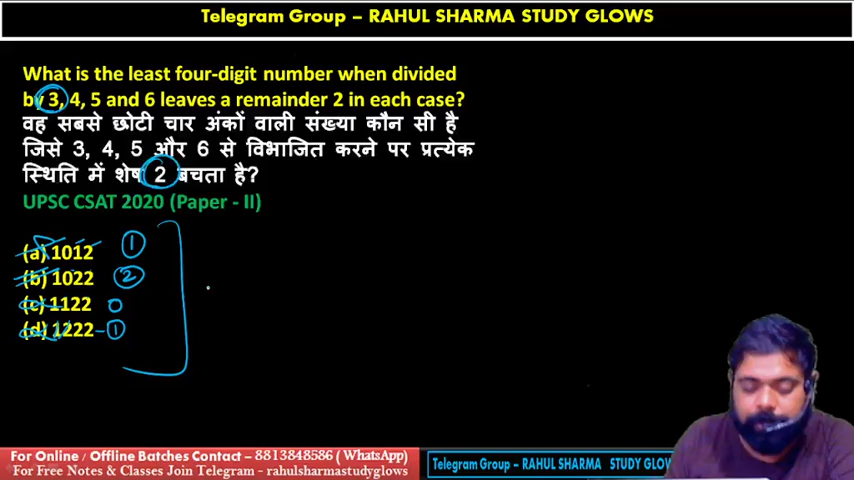 Telegram Group – RAHUL SHARMA STUDY GLOWS
What is the least four-digit number when divided
by 3, 4, 5 and 6 leaves a remainder 2 in each case?
वह सबसे छोटी चार अंकों वाली संख्या कौन सी है
जिसे 3, 4, 5 और 6 से विभाजित करने पर प्रत्येक
स्थिति में शेष 2 बचता है?
UPSC CSAT 2020 (Paper - II)
(a) 1012 1
(b) 1022 2
(c) 1122 0
(d) 1222 – 1
For Online / Offline Batches Contact – 8813848586 ( WhatsApp)
For Free Notes & Classes Join Telegram - rahulsharmastudyglows
Telegram Group – RAHUL SHARMA STUDY GLOW